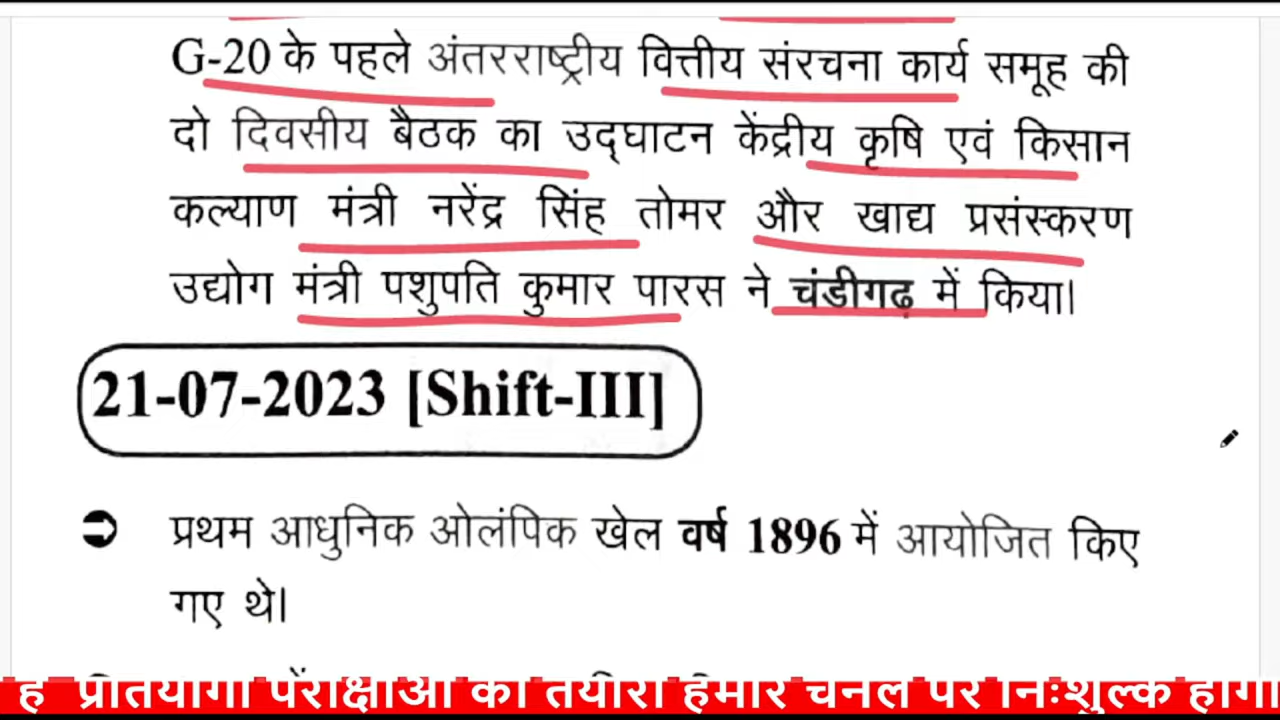 G-20 के पहले अंतरराष्ट्रीय वित्तीय संरचना कार्य समूह की
दो दिवसीय बैठक का उद्घाटन केंद्रीय कृषि एवं किसान
कल्याण मंत्री नरेंद्र सिंह तोमर और खाद्य प्रसंस्करण
उद्योग मंत्री पशुपति कुमार पारस ने चंडीगढ़ में किया।
21-07-2023 [Shift-III]
➲ प्रथम आधुनिक ओलंपिक खेल वर्ष 1896 में आयोजित किए
गए थे।
पर निःशुल्क